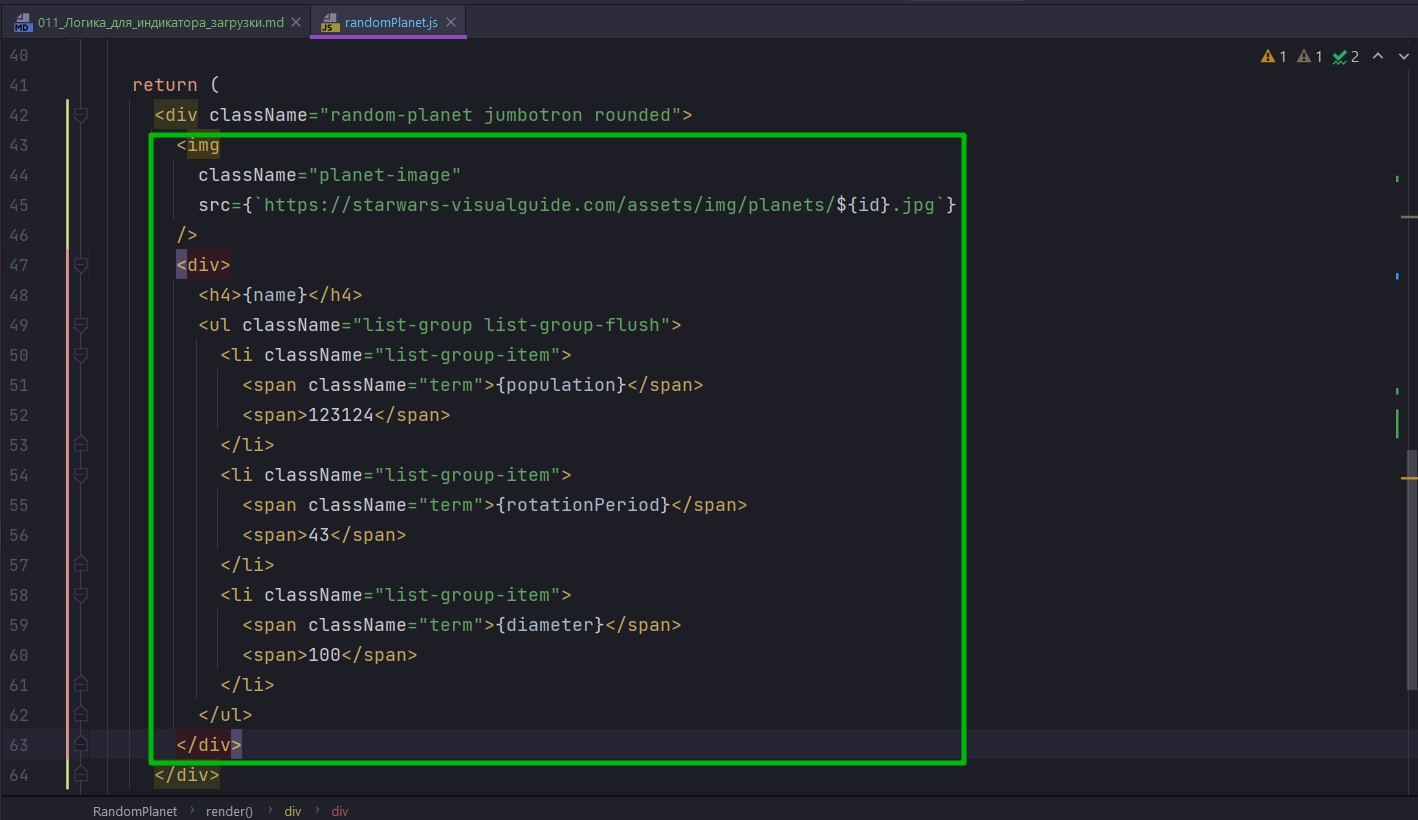 011_Логика_для_индикатора_загрузки.md
randomPlanet.js
1 1 2
40
41 return (
42 <div className="random-planet jumbotron rounded">
43 <img
44 className="planet-image"
45 src={`https://starwars-visualguide.com/assets/img/planets/${id}.jpg`}
46 />
47 <div>
48 <h4>{name}</h4>
49 <ul className="list-group list-group-flush">
50 <li className="list-group-item">
51 <span className="term">{population}</span>
52 <span>123124</span>
53 </li>
54 <li className="list-group-item">
55 <span className="term">{rotationPeriod}</span>
56 <span>43</span>
57 </li>
58 <li className="list-group-item">
59 <span className="term">{diameter}</span>
60 <span>100</span>
61 </li>
62 </ul>
63 </div>
64 </div>
RandomPlanet › render() › div › div